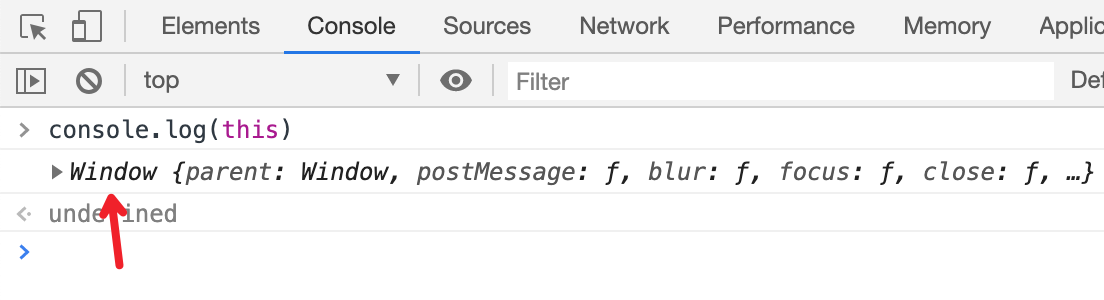 Elements Console Sources Network Performance Memory Applic
top Filter Def
> console.log(this)
▶Window {parent: Window, postMessage: ƒ, blur: ƒ, focus: ƒ, close: ƒ, …}
undefined
>